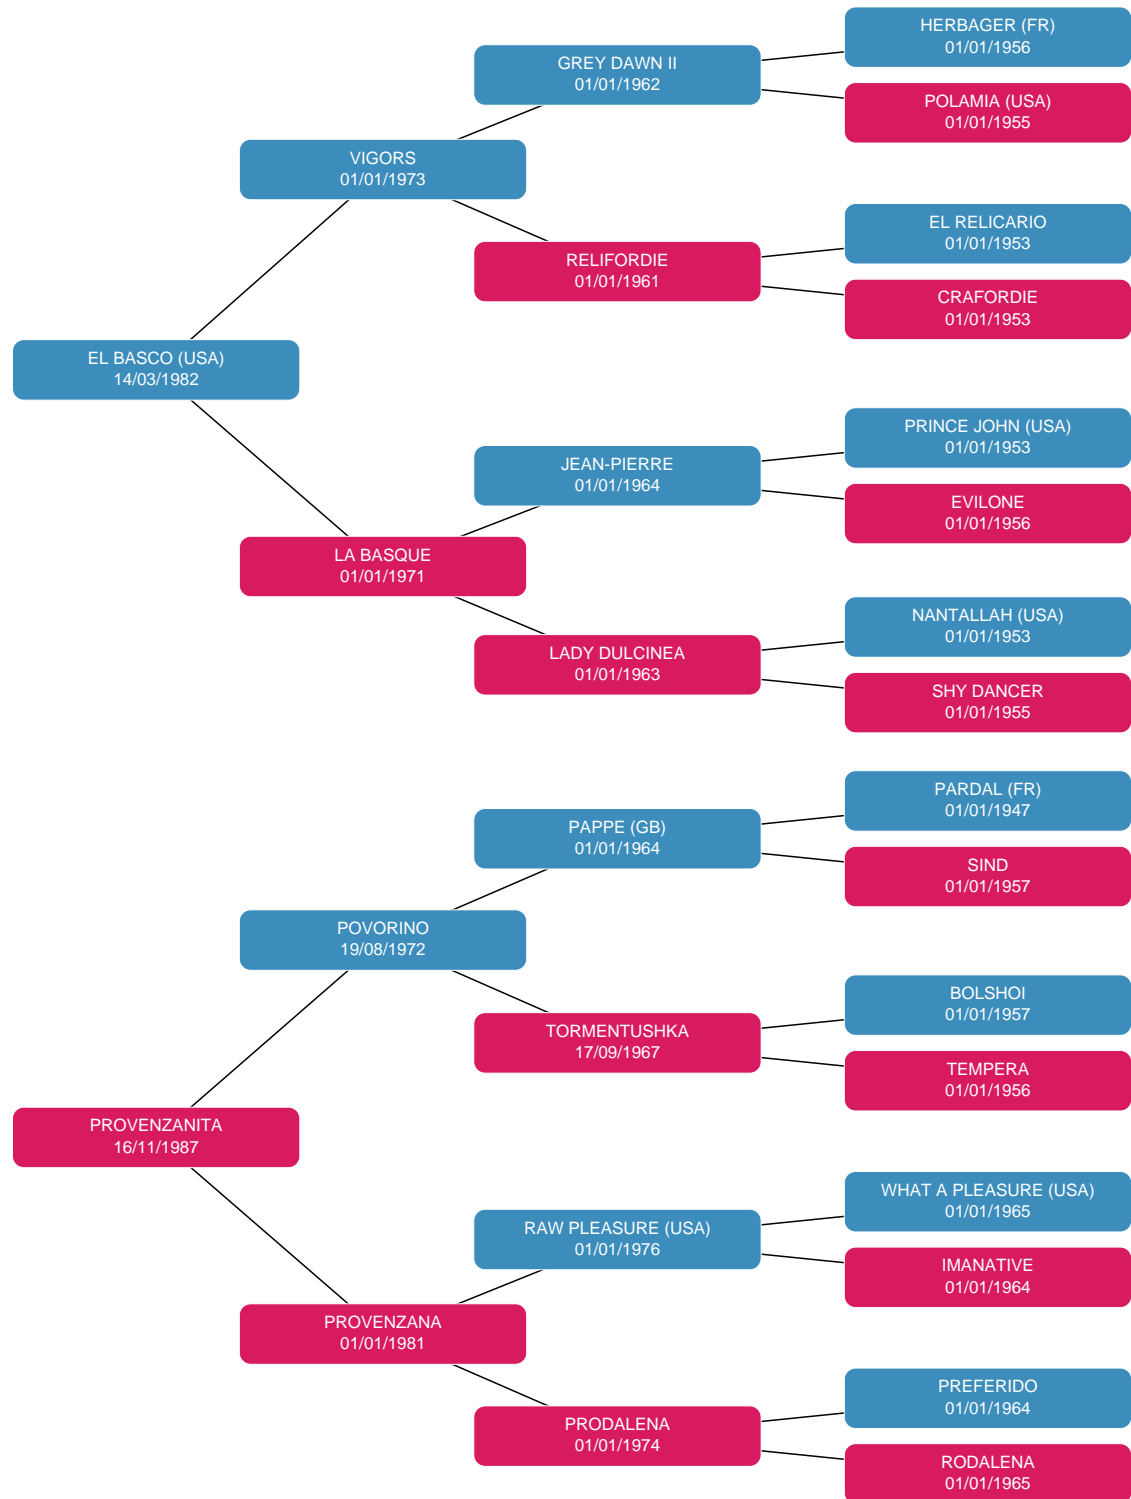 HERBAGER (FR)
01/01/1956
GREY DAWN II
01/01/1962
POLAMIA (USA)
01/01/1955
VIGORS
01/01/1973
EL RELICARIO
01/01/1953
RELIFORDIE
01/01/1961
CRAFORDIE
01/01/1953
EL BASCO (USA)
14/03/1982
PRINCE JOHN (USA)
01/01/1953
JEAN-PIERRE
01/01/1964
EVILONE
01/01/1956
LA BASQUE
01/01/1971
NANTALLAH (USA)
01/01/1953
LADY DULCINEA
01/01/1963
SHY DANCER
01/01/1955
PARDAL (FR)
01/01/1947
PAPPE (GB)
01/01/1964
SIND
01/01/1957
POVORINO
19/08/1972
BOLSHOI
01/01/1957
TORMENTUSHKA
17/09/1967
TEMPERA
01/01/1956
PROVENZANITA
16/11/1987
WHAT A PLEASURE (USA)
01/01/1965
RAW PLEASURE (USA)
01/01/1976
IMANATIVE
01/01/1964
PROVENZANA
01/01/1981
PREFERIDO
01/01/1964
PRODALENA
01/01/1974
RODALENA
01/01/1965